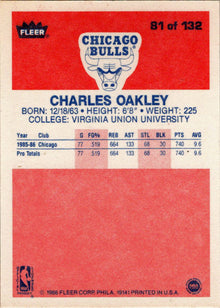 FLEER
81 of 132
CHICAGO
BULLS
CHARLES OAKLEY
BORN: 12/18/63 • HEIGHT: 6'8" • WEIGHT: 225
COLLEGE: VIRGINIA UNION UNIVERSITY
Year Club G FG% REB AST STL BLK PTS AVG
1985-86 Chicago 77 .519 664 133 68 30 740 9.6
Pro Totals 77 .519 664 133 68 30 740 9.6
© 1986 FLEER CORP. PHILA. 19141 PRINTED IN U.S.A.